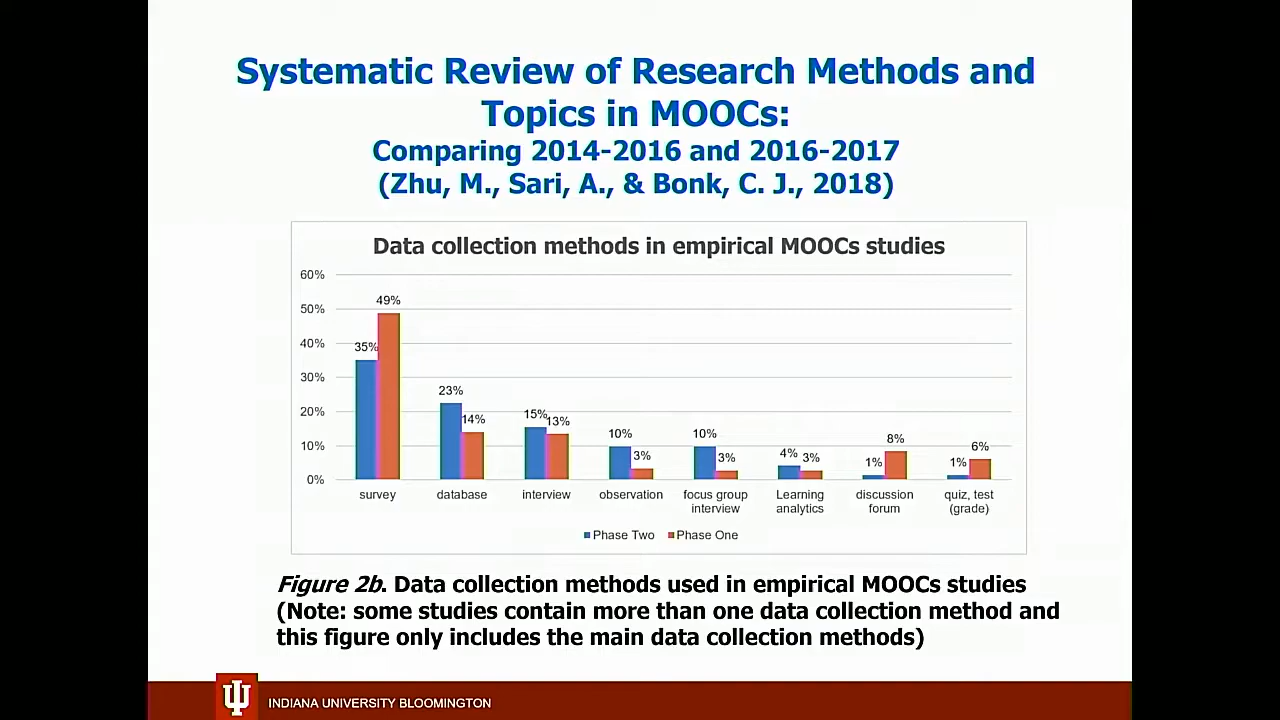 Systematic Review of Research Methods and
Topics in MOOCs:
Comparing 2014-2016 and 2016-2017
(Zhu, M., Sari, A., & Bonk, C. J., 2018)
Data collection methods in empirical MOOCs studies
60%
50%
40%
30%
20%
10%
0%
35%
49%
23%
14%
15%
13%
10%
3%
10%
3%
4%
3%
1%
8%
1%
6%
survey
database
interview
observation
focus group
interview
Learning
analytics
discussion
forum
quiz, test
(grade)
Phase Two Phase One
Figure 2b. Data collection methods used in empirical MOOCs studies
(Note: some studies contain more than one data collection method and
this figure only includes the main data collection methods)
INDIANA UNIVERSITY BLOOMINGTON